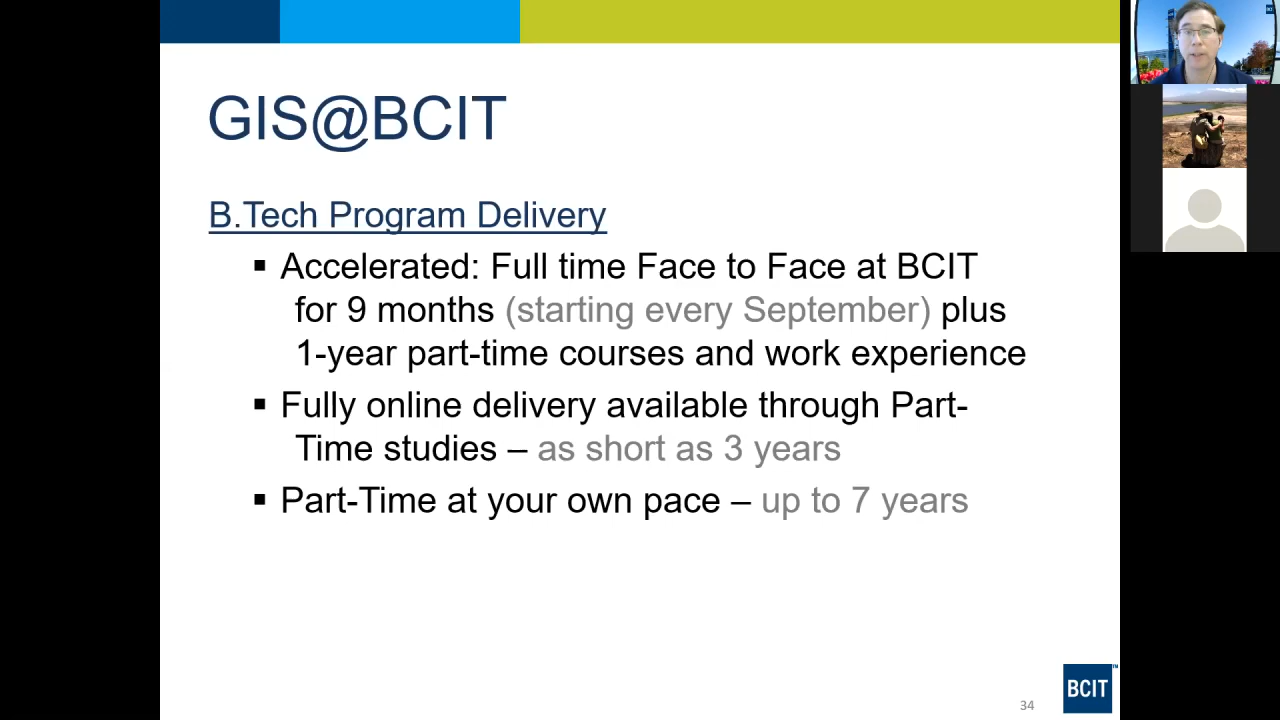 GIS@BCIT
B.Tech Program Delivery
▪ Accelerated: Full time Face to Face at BCIT
for 9 months (starting every September) plus
1-year part-time courses and work experience
▪ Fully online delivery available through Part-
Time studies – as short as 3 years
▪ Part-Time at your own pace – up to 7 years
34
BCIT™